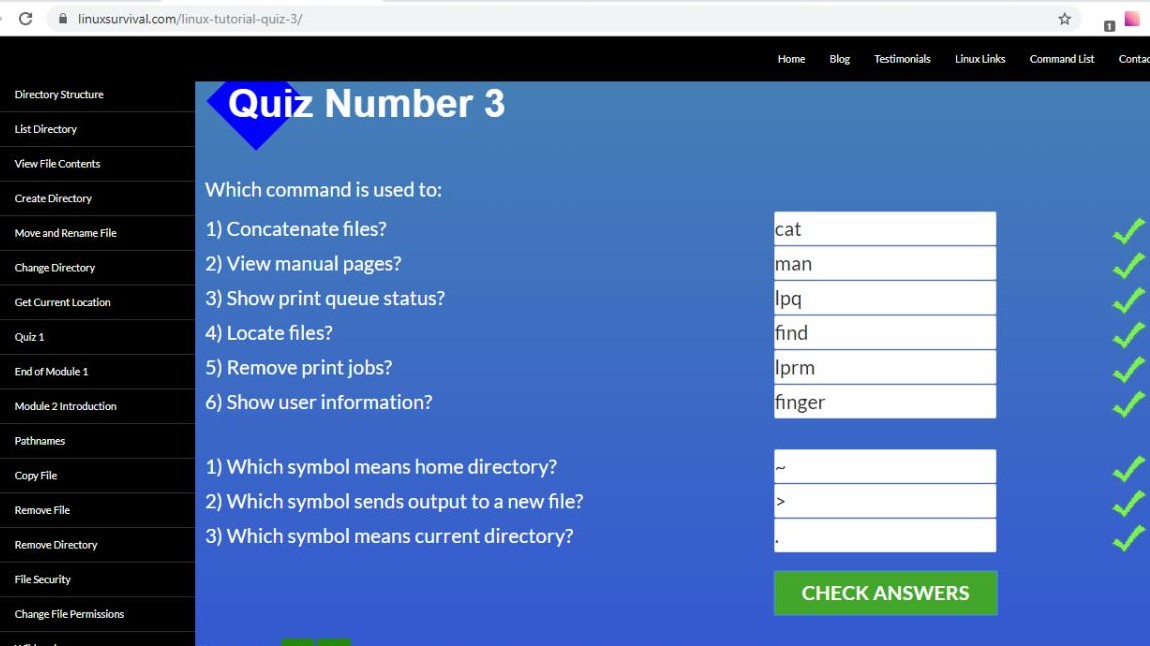 linuxsurvival.com/linux-tutorial-quiz-3/
1
Home Blog Testimonials Linux Links Command List
Directory Structure
List Directory
View File Contents
Create Directory
Move and Rename File
Change Directory
Get Current Location
Quiz 1
End of Module 1
Module 2 Introduction
Pathnames
Copy File
Remove File
Remove Directory
File Security
Change File Permissions
Quiz Number 3
Which command is used to:
1) Concatenate files? cat
2) View manual pages? man
3) Show print queue status? lpq
4) Locate files? find
5) Remove print jobs? lprm
6) Show user information? finger
1) Which symbol means home directory? ~
2) Which symbol sends output to a new file? >
3) Which symbol means current directory? .
CHECK ANSWERS